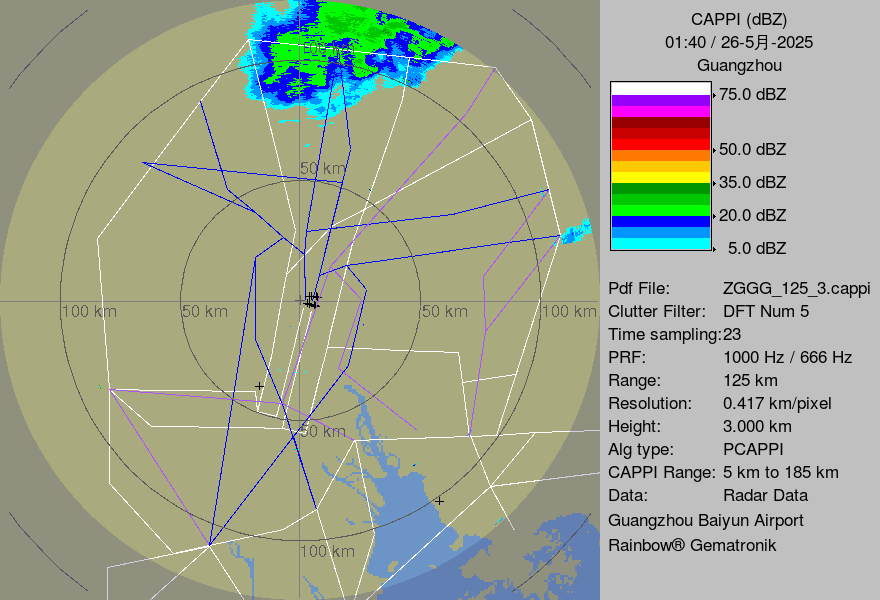 CAPPI (dBZ)
01:40 / 26-5月-2025
Guangzhou
75.0 dBZ
50.0 dBZ
35.0 dBZ
20.0 dBZ
5.0 dBZ
Pdf File: ZGGG_125_3.cappi
Clutter Filter: DFT Num 5
Time sampling:23
PRF: 1000 Hz / 666 Hz
Range: 125 km
Resolution: 0.417 km/pixel
Height: 3.000 km
Alg type: PCAPPI
CAPPI Range: 5 km to 185 km
Data: Radar Data
Guangzhou Baiyun Airport
Rainbow® Gematronik
100 km
50 km
100 km
50 km
50 km
100 km
50 km
100 km